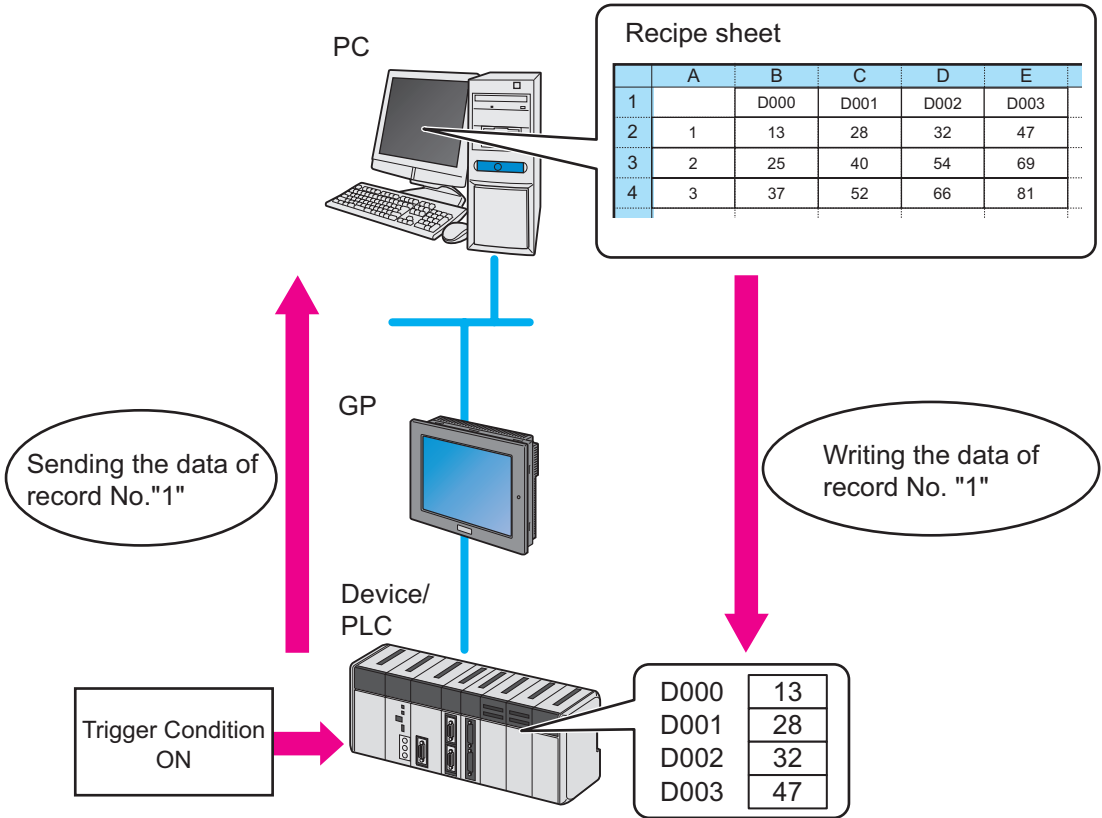 PC
Recipe sheet
A B C D E
1 D000 D001 D002 D003
2 1 13 28 32 47
3 2 25 40 54 69
4 3 37 52 66 81
GP
Sending the data of
record No."1"
Writing the data of
record No. "1"
Device/
PLC
Trigger Condition
ON
D000 13
D001 28
D002 32
D003 47